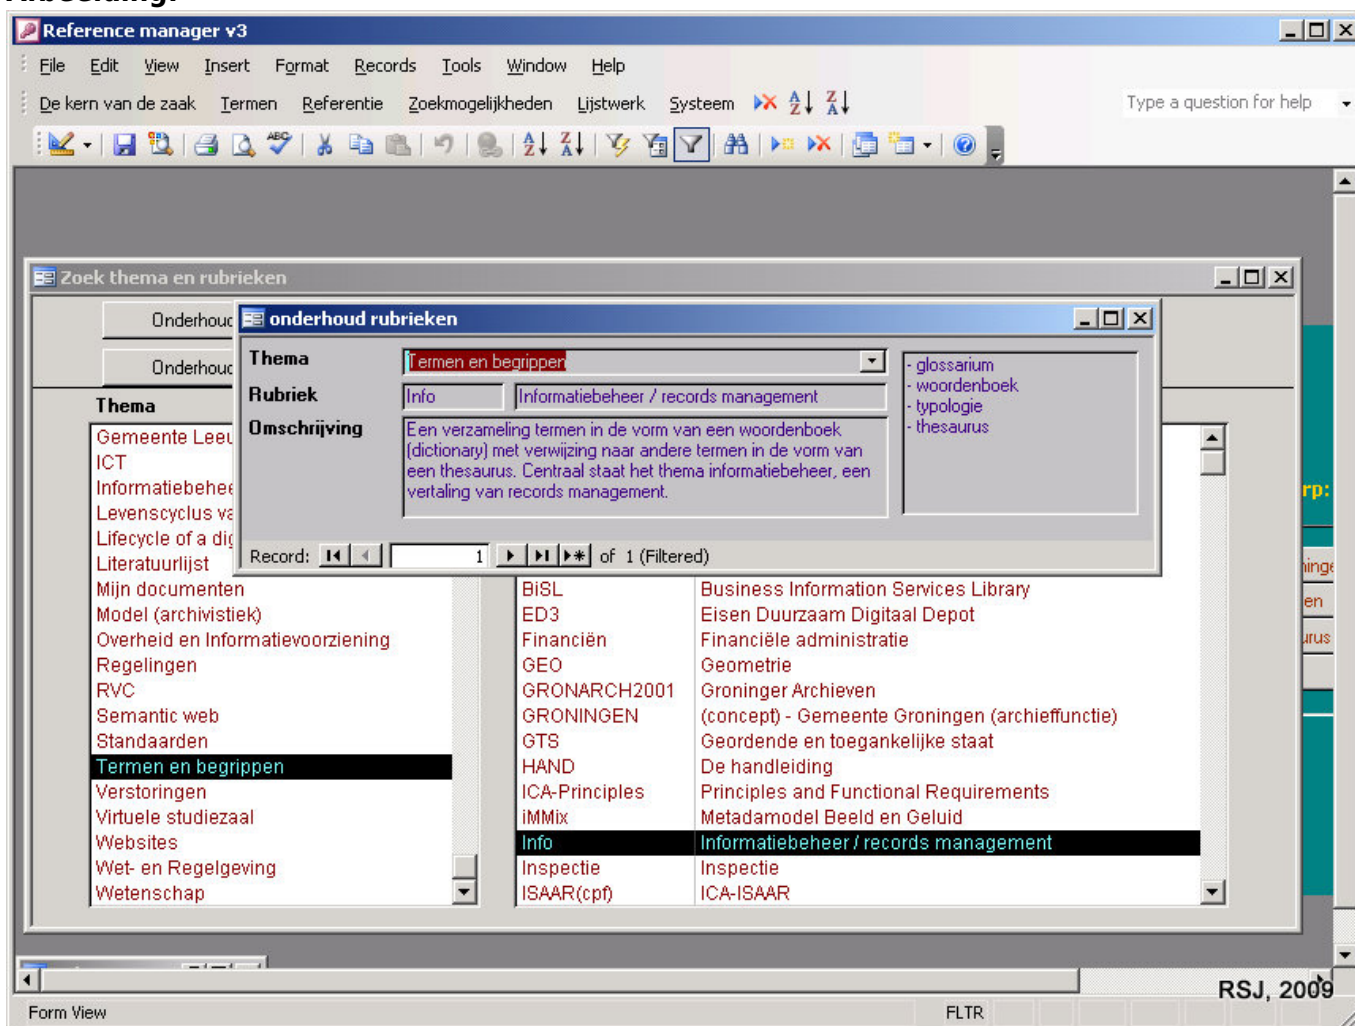 Reference manager v3
File Edit View Insert Format Records Tools Window Help
De kern van de zaak Termen Referentie Zoekmogelijkheden Lijstwerk Systeem Type a question for help
Zoek thema en rubrieken
Onderhoud
Onderhoud
onderhoud rubrieken
Thema Termen en begrippen
Rubriek Info Informatiebeheer / records management
Omschrijving Een verzameling termen in de vorm van een woordenboek
(dictionary) met verwijzing naar andere termen in de vorm van
een thesaurus. Centraal staat het thema informatiebeheer, een
vertaling van records management.
- glossarium
- woordenboek
- typologie
- thesaurus
Record: 1 of 1 (Filtered)
Thema
Gemeente Leeu
ICT
Informatiebehee
Levenscyclus va
Lifecycle of a dig
Literatuurlijst
Mijn documenten
Model (archivistiek)
Overheid en Informatievoorziening
Regelingen
RVC
Semantic web
Standaarden
Termen en begrippen
Verstoringen
Virtuele studiezaal
Websites
Wet- en Regelgeving
Wetenschap
BiSL Business Information Services Library
ED3 Eisen Duurzaam Digitaal Depot
Financiën Financiële administratie
GEO Geometrie
GRONARCH2001 Groninger Archieven
GRONINGEN (concept) - Gemeente Groningen (archieffunctie)
GTS Geordende en toegankelijke staat
HAND De handleiding
ICA-Principles Principles and Functional Requirements
iMMix Metadamodel Beeld en Geluid
Info Informatiebeheer / records management
Inspectie Inspectie
ISAAR(cpf) ICA-ISAAR
rp:
en
urus
RSJ, 2009
Form View FLTR